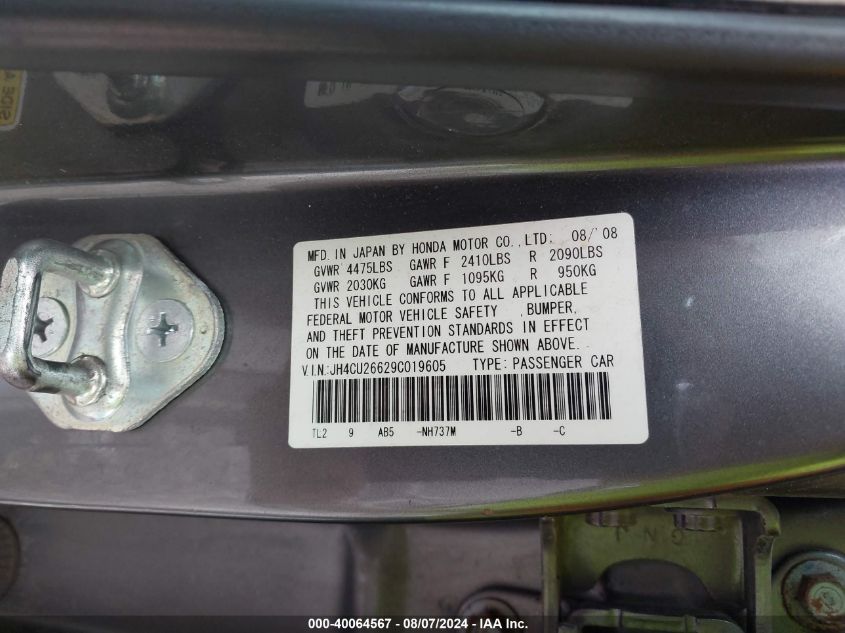 MFD. IN JAPAN BY HONDA MOTOR CO.,LTD. 08/'08
GVWR 4475LBS GAWR F 2410LBS R 2090LBS
GVWR 2030KG GAWR F 1095KG R 950KG
THIS VEHICLE CONFORMS TO ALL APPLICABLE
FEDERAL MOTOR VEHICLE SAFETY ,BUMPER,
AND THEFT PREVENTION STANDARDS IN EFFECT
ON THE DATE OF MANUFACTURE SHOWN ABOVE.
V.I.N.:JH4CU26629C019605 TYPE: PASSENGER CAR
TL2 9 AB5 -NH737M -B -C
000-40064567 - 08/07/2024 - IAA Inc.